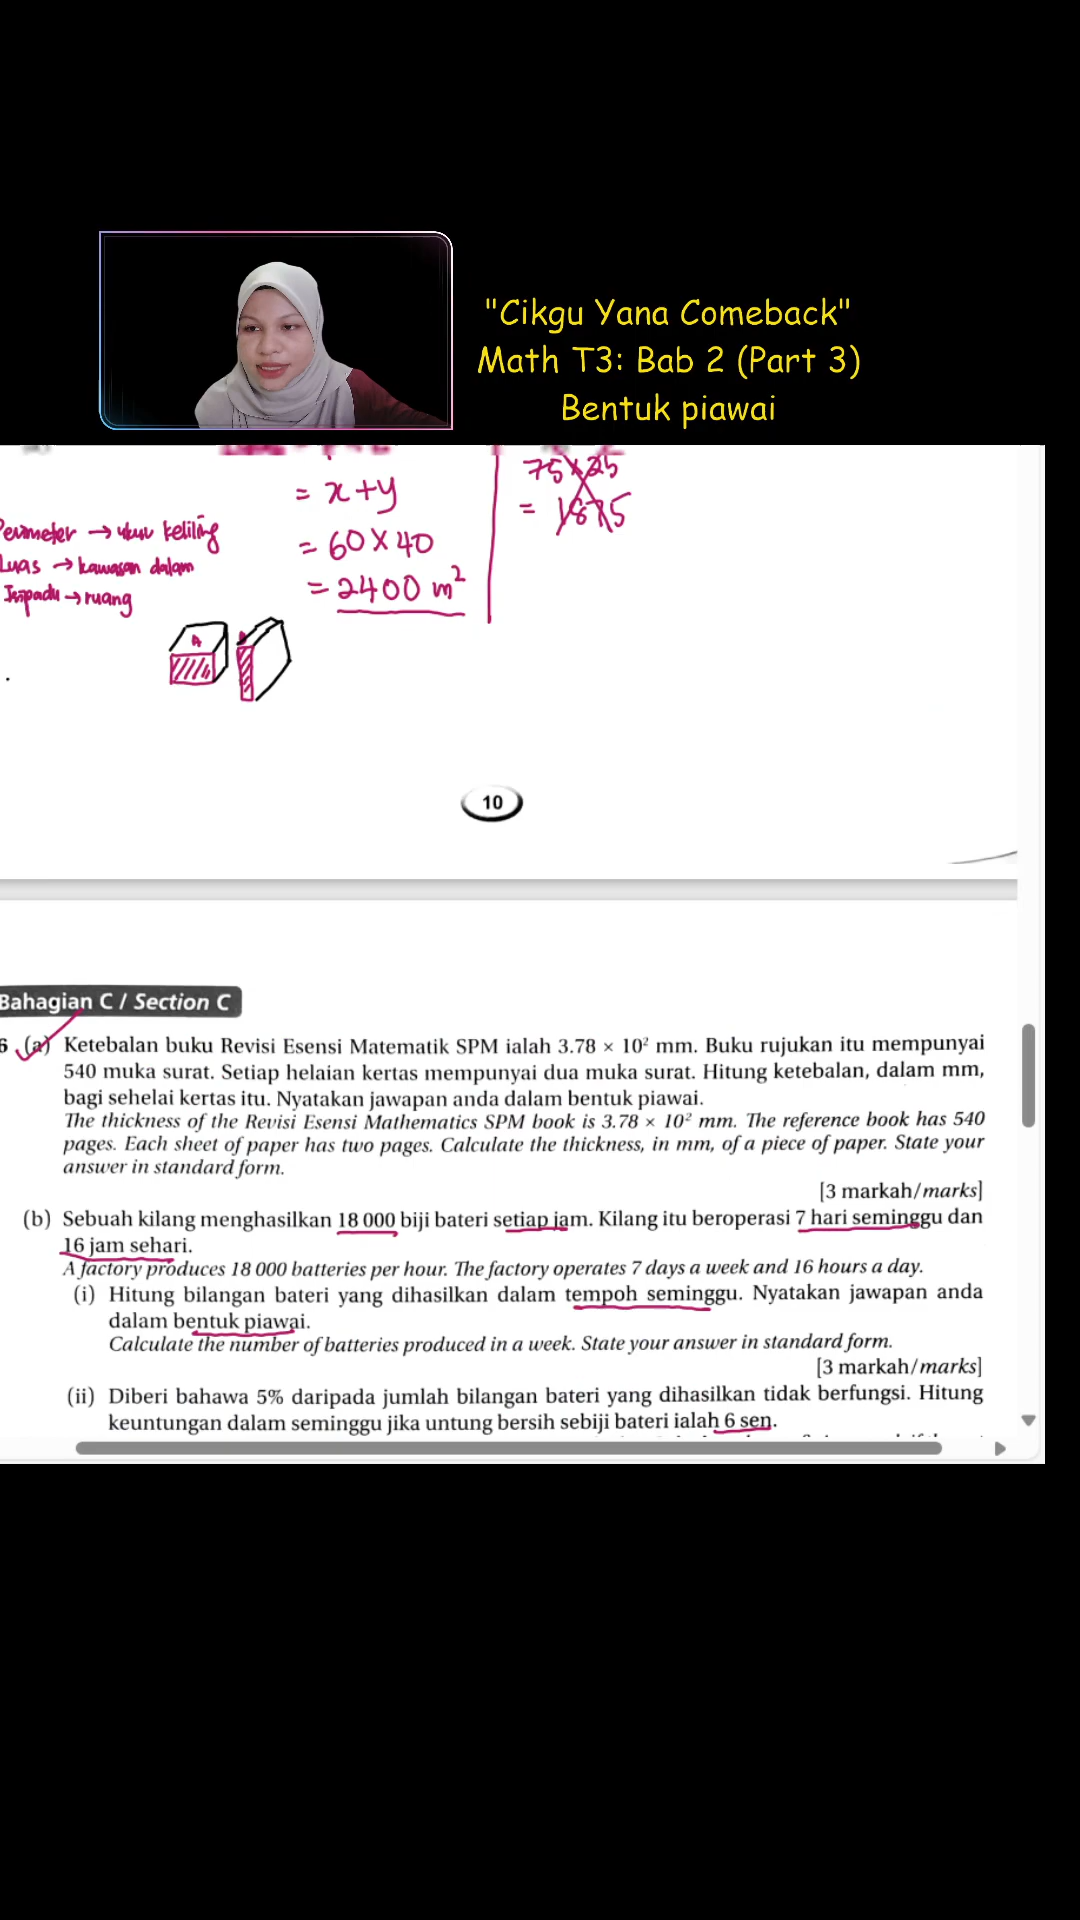 "Cikgu Yana Comeback"
Math T3: Bab 2 (Part 3)
Bentuk piawai
= x+y
= 60 X 40
= 2400 m²
75 X 25
= 1875
Perimeter → ukur keliling
Luas → kawasan dalam
Isipadu → ruang
A
10
Bahagian C / Section C
6 (a) Ketebalan buku Revisi Esensi Matematik SPM ialah 3.78 × 10² mm. Buku rujukan itu mempunyai
540 muka surat. Setiap helaian kertas mempunyai dua muka surat. Hitung ketebalan, dalam mm,
bagi sehelai kertas itu. Nyatakan jawapan anda dalam bentuk piawai.
The thickness of the Revisi Esensi Mathematics SPM book is 3.78 × 10² mm. The reference book has 540
pages. Each sheet of paper has two pages. Calculate the thickness, in mm, of a piece of paper. State your
answer in standard form.
[3 markah/marks]
(b) Sebuah kilang menghasilkan 18 000 biji bateri setiap jam. Kilang itu beroperasi 7 hari seminggu dan
16 jam sehari.
A factory produces 18 000 batteries per hour. The factory operates 7 days a week and 16 hours a day.
(i) Hitung bilangan bateri yang dihasilkan dalam tempoh seminggu. Nyatakan jawapan anda
dalam bentuk piawai.
Calculate the number of batteries produced in a week. State your answer in standard form.
[3 markah/marks]
(ii) Diberi bahawa 5% daripada jumlah bilangan bateri yang dihasilkan tidak berfungsi. Hitung
keuntungan dalam seminggu jika untung bersih sebiji bateri ialah 6 sen.